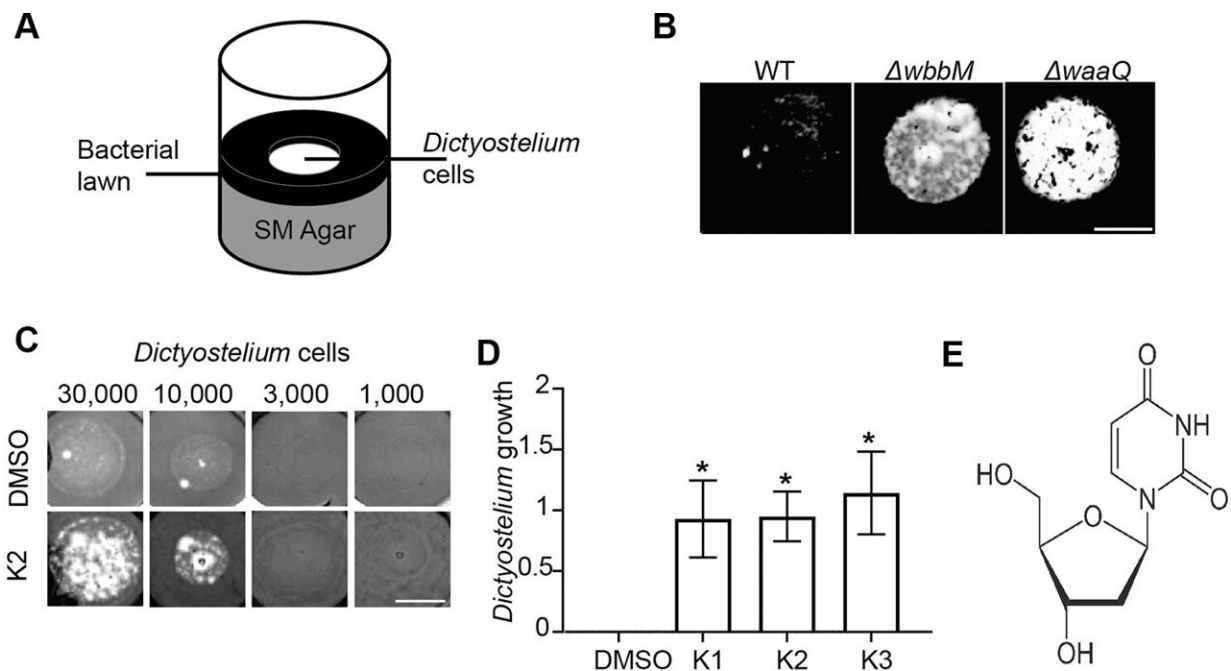 A
Bacterial
lawn
Dictyostelium
cells
SM Agar
B
WT
ΔwbbM
ΔwaaQ
C
Dictyostelium cells
30,000 10,000 3,000 1,000
DMSO
K2
D
Dictyostelium growth
2
1.5
1
0.5
0
* * *
DMSO K1 K2 K3
E
O
NH
N
O
HO
O
OH